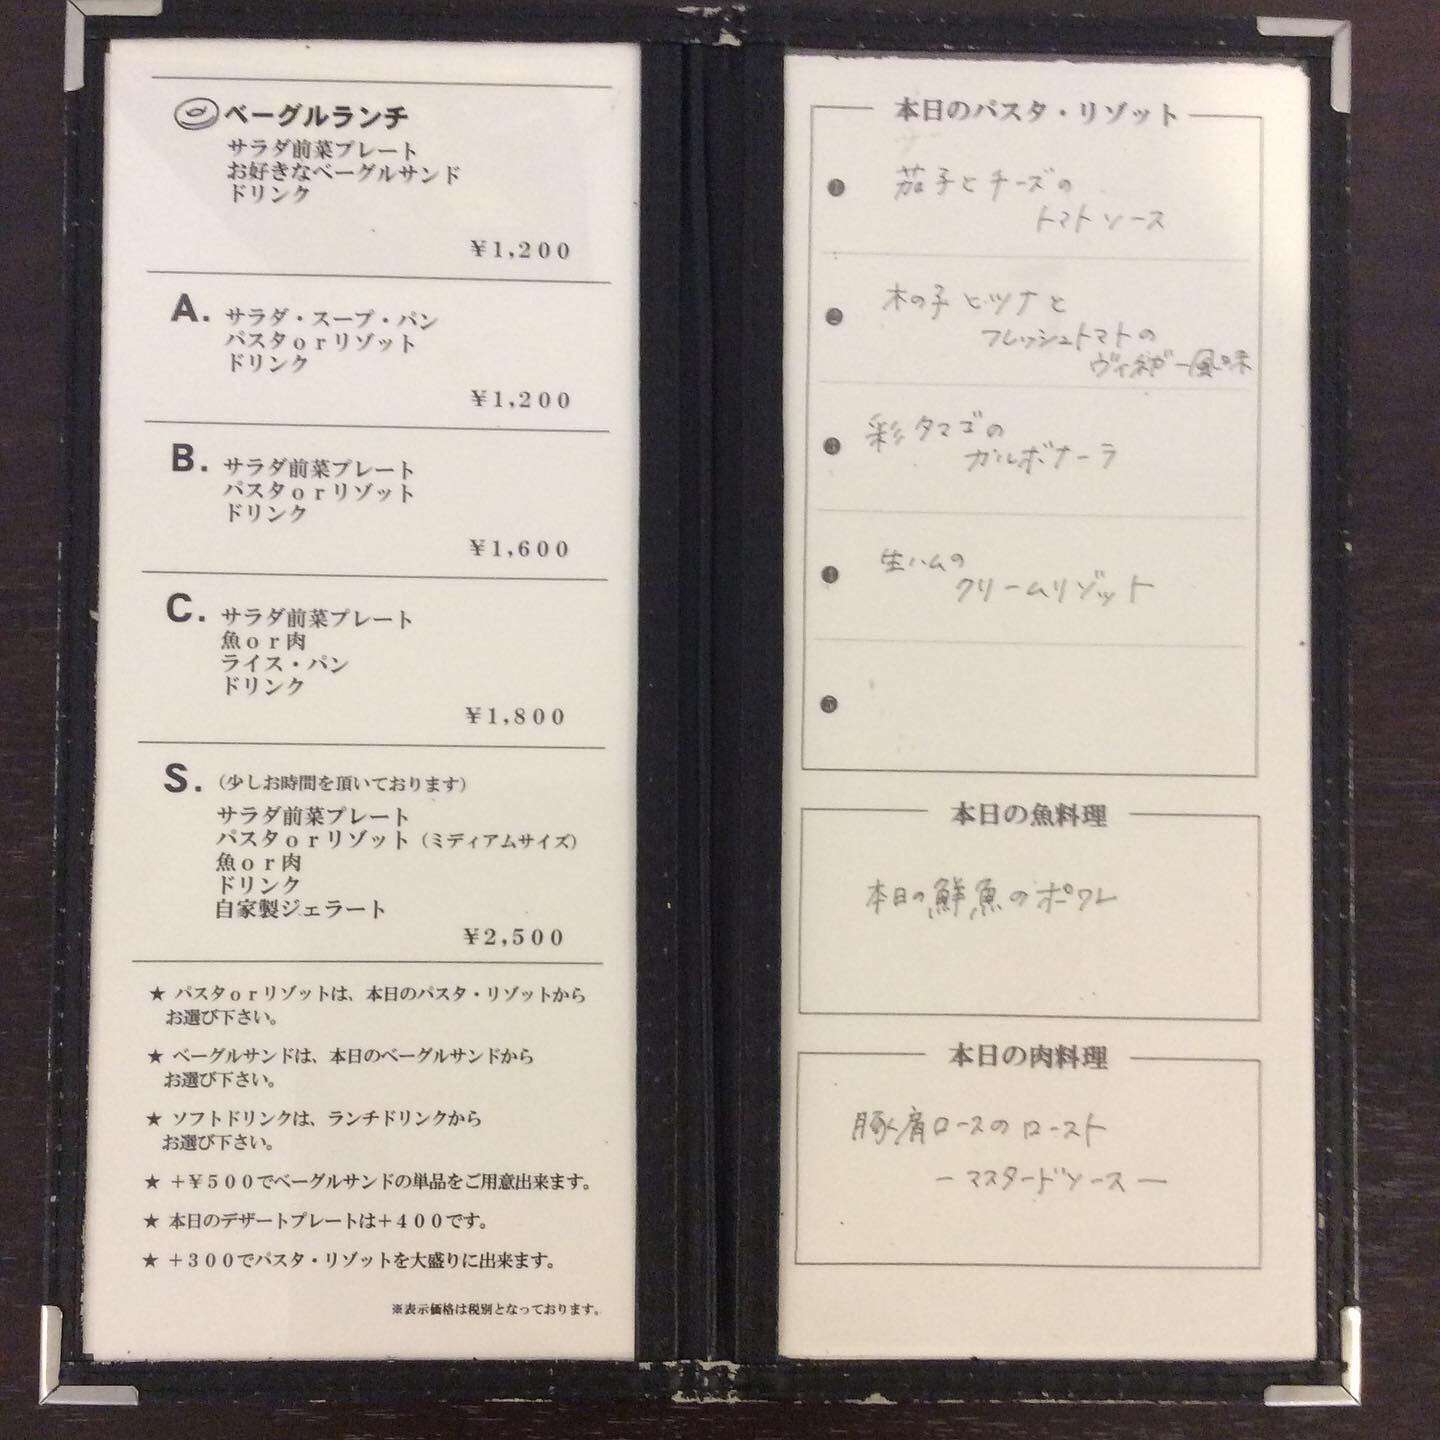 ベーグルランチ
サラダ前菜プレート
お好きなベーグルサンド
ドリンク
¥1,200
A. サラダ・スープ・パン
パスタorリゾット
ドリンク
¥1,200
B. サラダ前菜プレート
パスタorリゾット
ドリンク
¥1,600
C. サラダ前菜プレート
魚or肉
ライス・パン
ドリンク
¥1,800
S. (少しお時間を頂いております)
サラダ前菜プレート
パスタorリゾット(ミディアムサイズ)
魚or肉
ドリンク
自家製ジェラート
¥2,500
★ パスタorリゾットは、本日のパスタ・リゾットから
お選び下さい。
★ ベーグルサンドは、本日のベーグルサンドから
お選び下さい。
★ ソフトドリンクは、ランチドリンクから
お選び下さい。
★ +¥500でベーグルサンドの単品をご用意出来ます。
★ 本日のデザートプレートは+400です。
★ +300でパスタ・リゾットを大盛りに出来ます。
※表示価格は税別となっております。
本日のパスタ・リゾット
❶ 茄子とチーズの
トマトソース
❷ 木の子とツナと
フレッシュトマトの
ヴィネガー風味
❸ 彩タマゴの
カルボナーラ
❹ 生ハムの
クリームリゾット
❺
本日の魚料理
本日の鮮魚のポワレ
本日の肉料理
豚肩ロースのロースト
ーマスタードソースー